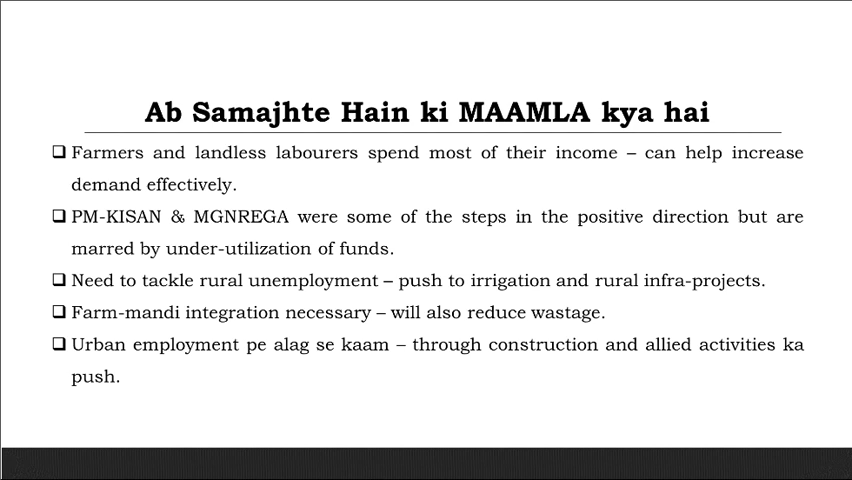 Ab Samajhte Hain ki MAAMLA kya hai
❑ Farmers and landless labourers spend most of their income – can help increase
demand effectively.
❑ PM-KISAN & MGNREGA were some of the steps in the positive direction but are
marred by under-utilization of funds.
❑ Need to tackle rural unemployment – push to irrigation and rural infra-projects.
❑ Farm-mandi integration necessary – will also reduce wastage.
❑ Urban employment pe alag se kaam – through construction and allied activities ka
push.